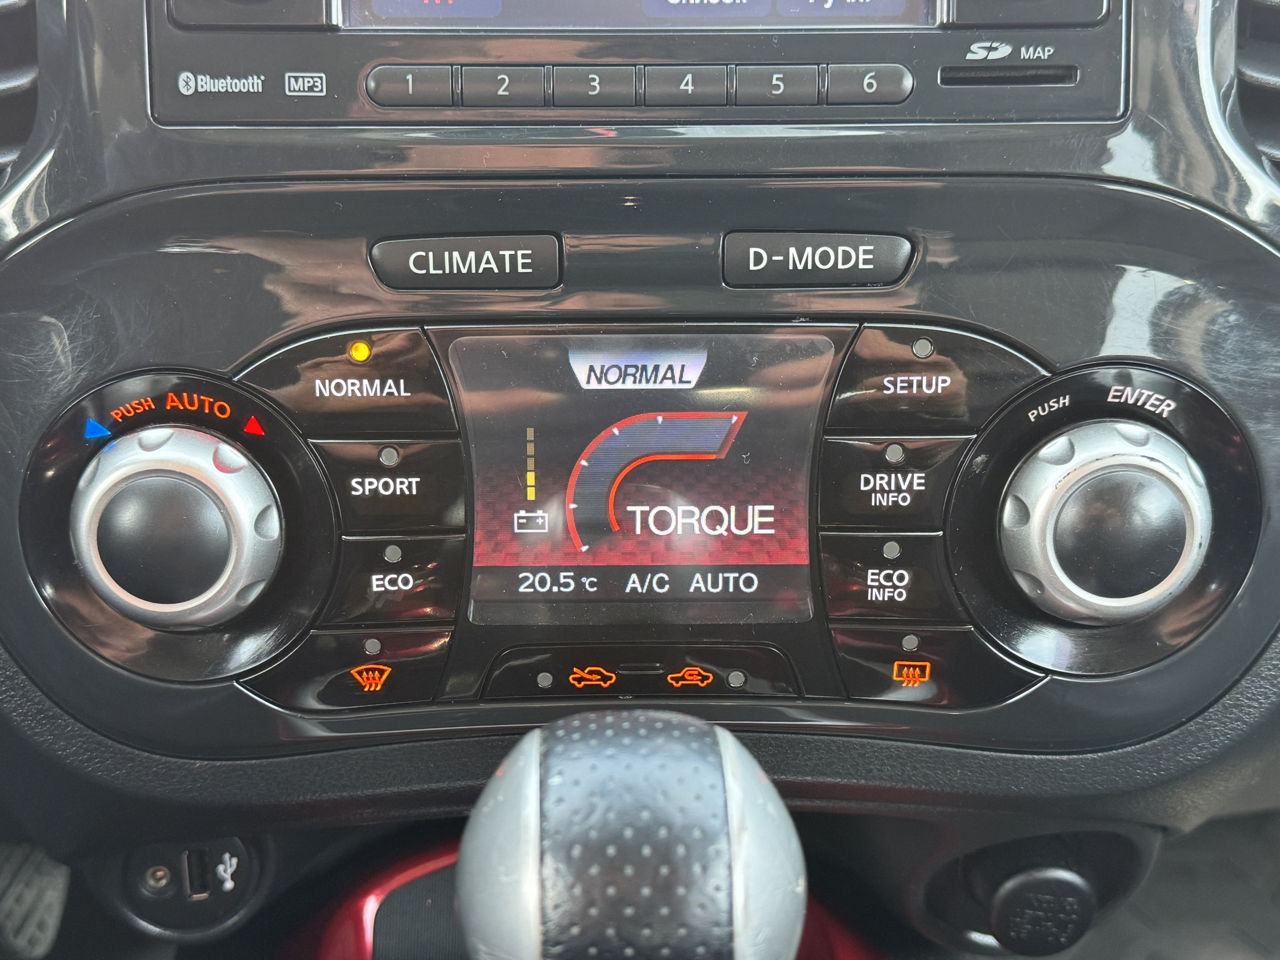 Bluetooth
MP3
1 2 3 4 5 6
SD MAP
CLIMATE
D-MODE
NORMAL
SPORT
ECO
PUSH AUTO
NORMAL
TORQUE
20.5 °C A/C AUTO
SETUP
DRIVE
INFO
ECO
INFO
PUSH ENTER